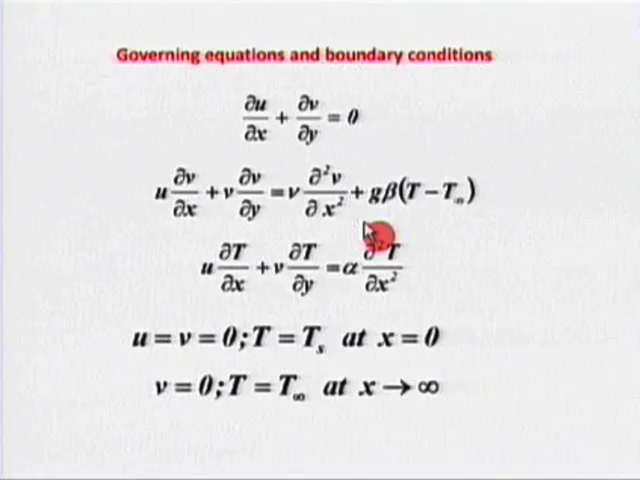 Governing equations and boundary conditions
∂u/∂x + ∂v/∂y = 0
u ∂v/∂x + v ∂v/∂y = ν ∂²v/∂x² + gβ(T − T∞)
u ∂T/∂x + v ∂T/∂y = α ∂²T/∂x²
u = v = 0; T = Tₛ at x = 0
v = 0; T = T∞ at x → ∞